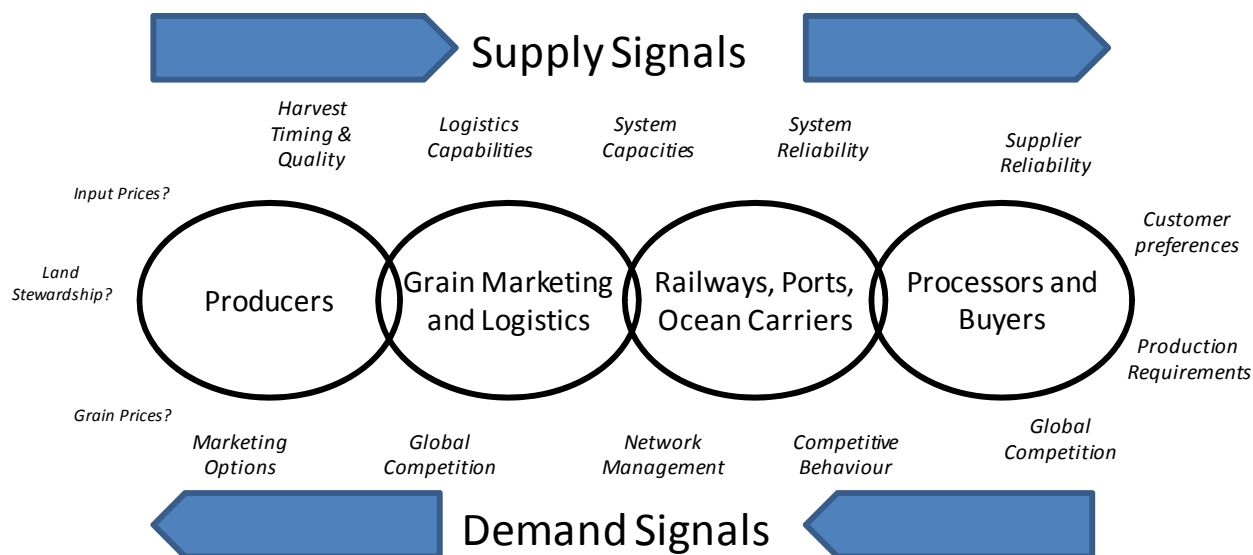 Supply Signals
Harvest
Timing &
Quality
Logistics
Capabilities
System
Capacities
System
Reliability
Supplier
Reliability
Input Prices?
Customer
preferences
Land
Stewardship?
Producers
Grain Marketing
and Logistics
Railways, Ports,
Ocean Carriers
Processors and
Buyers
Production
Requirements
Grain Prices?
Marketing
Options
Global
Competition
Network
Management
Competitive
Behaviour
Global
Competition
Demand Signals